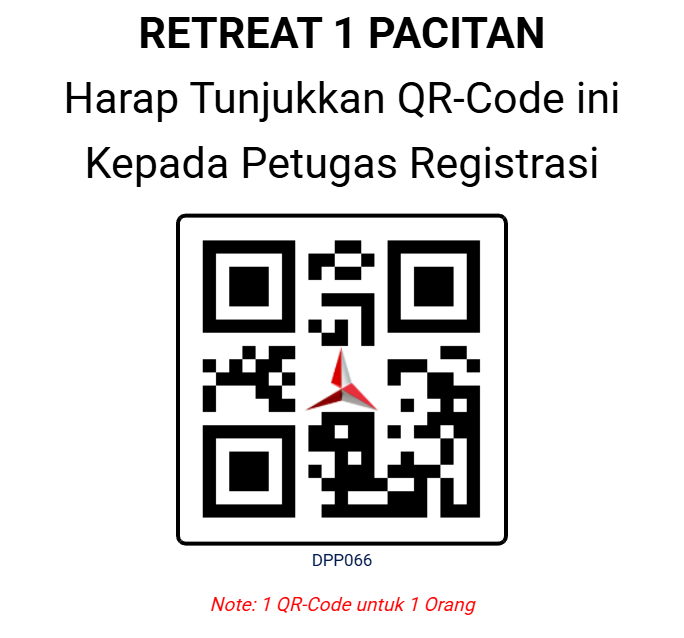 RETREAT 1 PACITAN
Harap Tunjukkan QR-Code ini
Kepada Petugas Registrasi
DPP066
Note: 1 QR-Code untuk 1 Orang